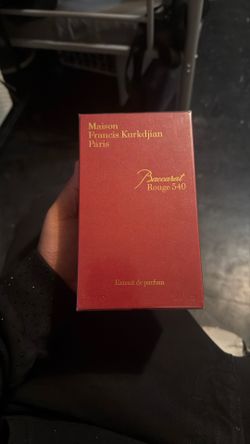 Maison
Francis Kurkdjian
Paris
Baccarat
Rouge 540
Extrait de parfum